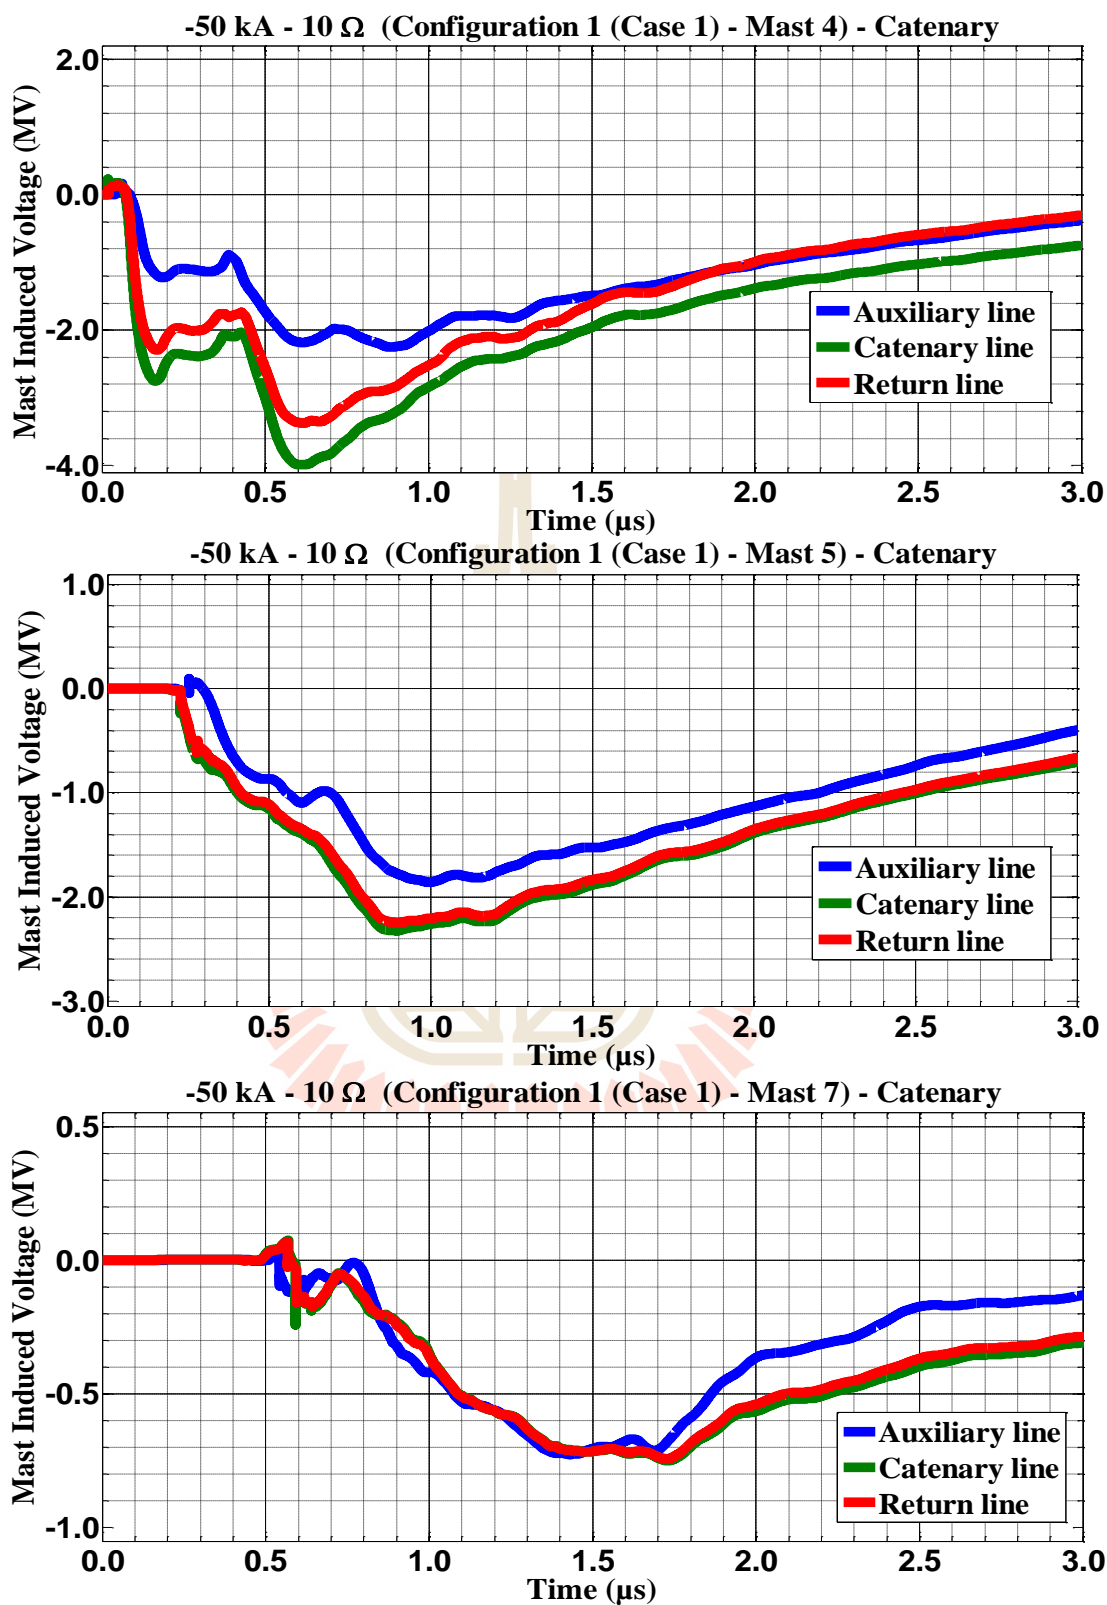 -50 kA - 10 Ω (Configuration 1 (Case 1) - Mast 4) - Catenary
Mast Induced Voltage (MV)
2.0
0.0
-2.0
-4.0
Auxiliary line
Catenary line
Return line
0.0 0.5 1.0 1.5 2.0 2.5 3.0
Time (µs)
-50 kA - 10 Ω (Configuration 1 (Case 1) - Mast 5) - Catenary
Mast Induced Voltage (MV)
1.0
0.0
-1.0
-2.0
-3.0
Auxiliary line
Catenary line
Return line
0.0 0.5 1.0 1.5 2.0 2.5 3.0
Time (µs)
-50 kA - 10 Ω (Configuration 1 (Case 1) - Mast 7) - Catenary
Mast Induced Voltage (MV)
0.5
0.0
-0.5
-1.0
Auxiliary line
Catenary line
Return line
0.0 0.5 1.0 1.5 2.0 2.5 3.0
Time (µs)